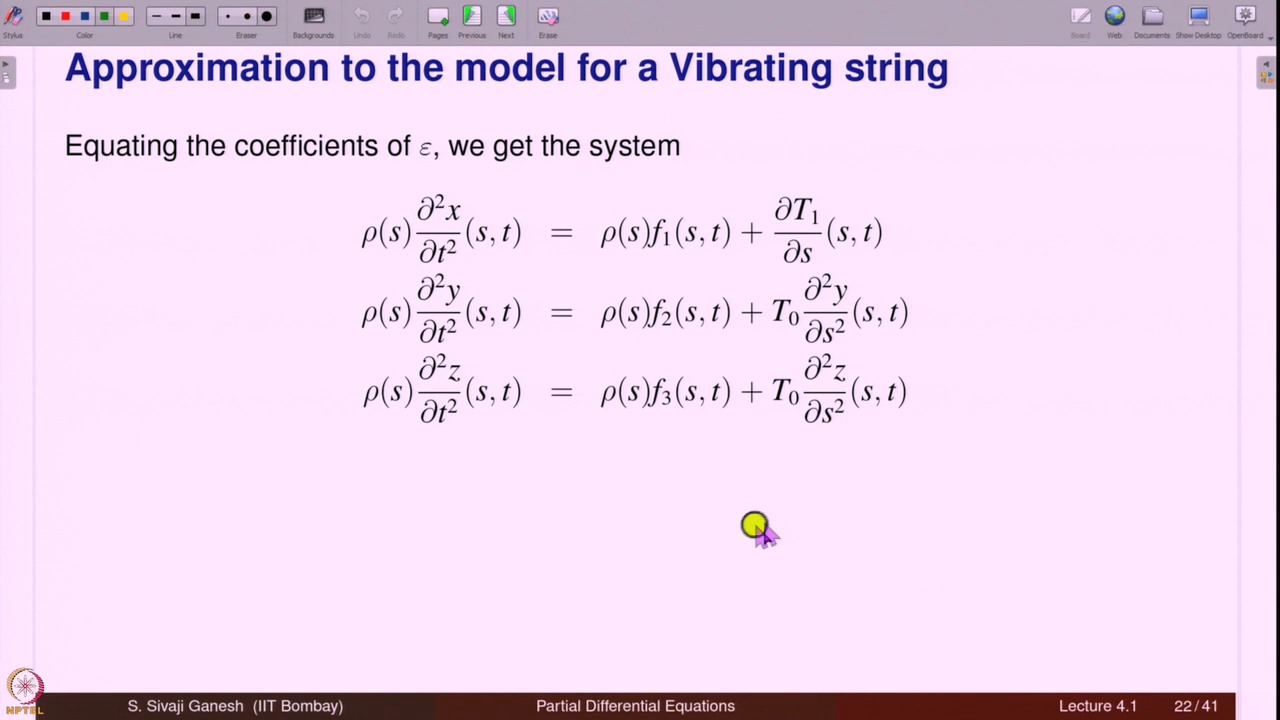 Stylus
Color
Line
Eraser
Backgrounds
Undo
Redo
Pages
Previous
Next
Erase
Board
Web
Documents
Show Desktop
OpenBoard
Approximation to the model for a Vibrating string
Equating the coefficients of ε, we get the system
ρ(s) ∂²x/∂t² (s, t) = ρ(s)f₁(s, t) + ∂T₁/∂s (s, t)
ρ(s) ∂²y/∂t² (s, t) = ρ(s)f₂(s, t) + T₀ ∂²y/∂s² (s, t)
ρ(s) ∂²z/∂t² (s, t) = ρ(s)f₃(s, t) + T₀ ∂²z/∂s² (s, t)
NPTEL
S. Sivaji Ganesh (IIT Bombay) Partial Differential Equations Lecture 4.1 22/41